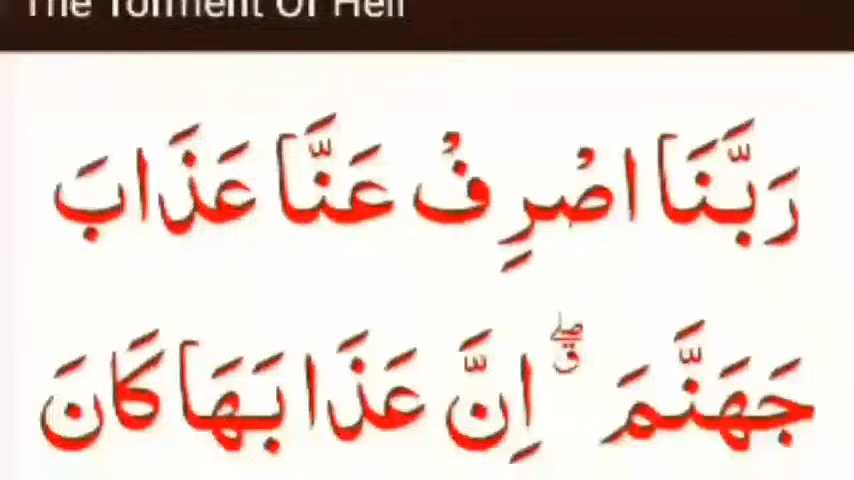 The Torment Of Hell
رَبَّنَا اصْرِفْ عَنَّا عَذَابَ
جَهَنَّمَ ۖۗ اِنَّ عَذَابَهَا كَانَ